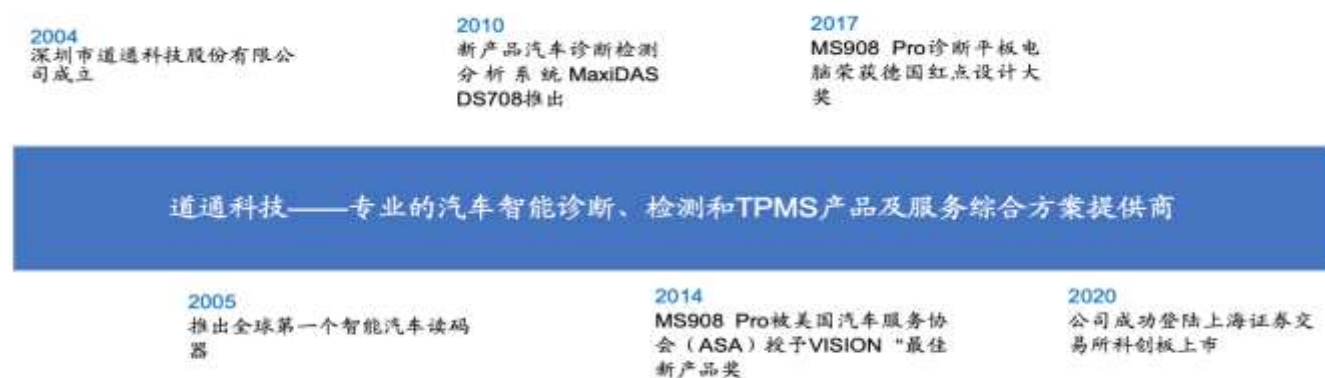 2004
深圳市道通科技股份有限公
司成立
2010
新产品汽车诊断检测
分析系统MaxiDAS
DS708推出
2017
MS908 Pro诊断平板电
脑荣获德国红点设计大
奖
道通科技——专业的汽车智能诊断、检测和TPMS产品及服务综合方案提供商
2005
推出全球第一个智能汽车读码
器
2014
MS908 Pro被美国汽车服务协
会（ASA）授予VISION “最佳
新产品奖
2020
公司成功登陆上海证券交
易所科创板上市